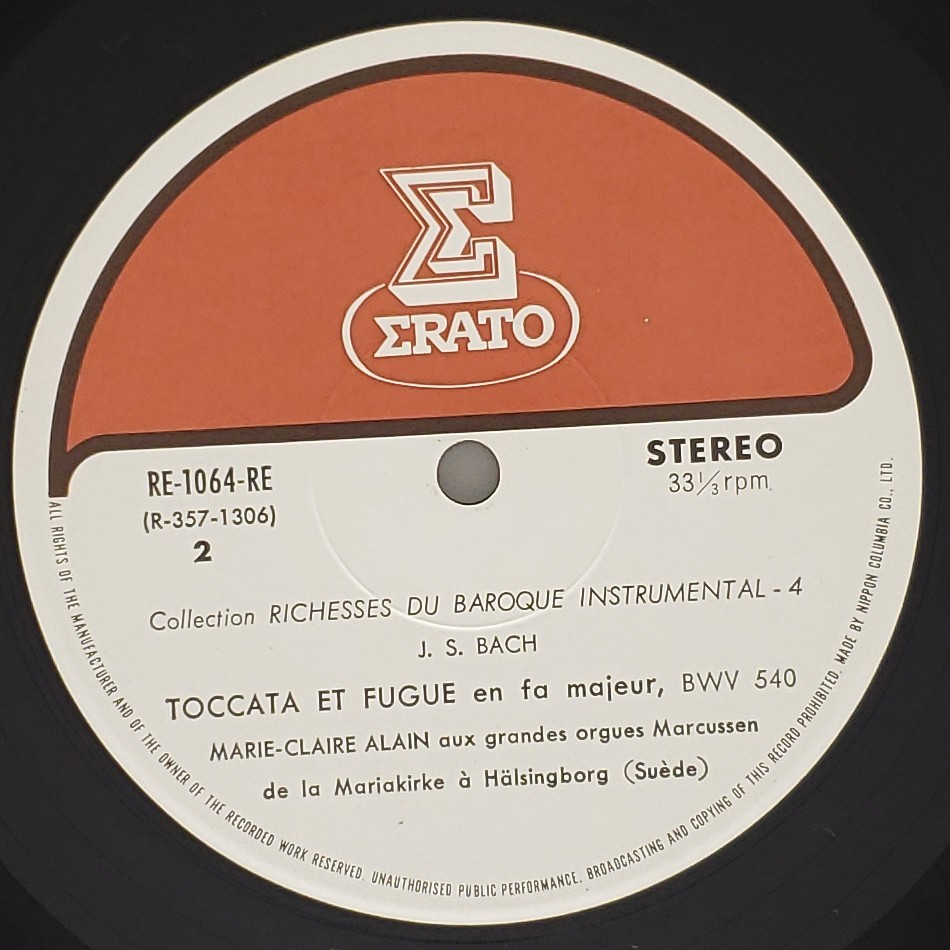 Σ
ΣRATO
RE-1064-RE
(R-357-1306)
2
STEREO
33⅓rpm.
Collection RICHESSES DU BAROQUE INSTRUMENTAL - 4
J. S. BACH
TOCCATA ET FUGUE en fa majeur, BWV 540
MARIE-CLAIRE ALAIN aux grandes orgues Marcussen
de la Mariakirke à Hälsingborg (Suède)
ALL RIGHTS OF THE MANUFACTURER AND OF THE OWNER OF THE RECORDED WORK RESERVED. UNAUTHORISED PUBLIC PERFORMANCE. BROADCASTING AND COPYING OF THIS RECORD PROHIBITED. MADE BY NIPPON COLUMBIA CO., LTD.